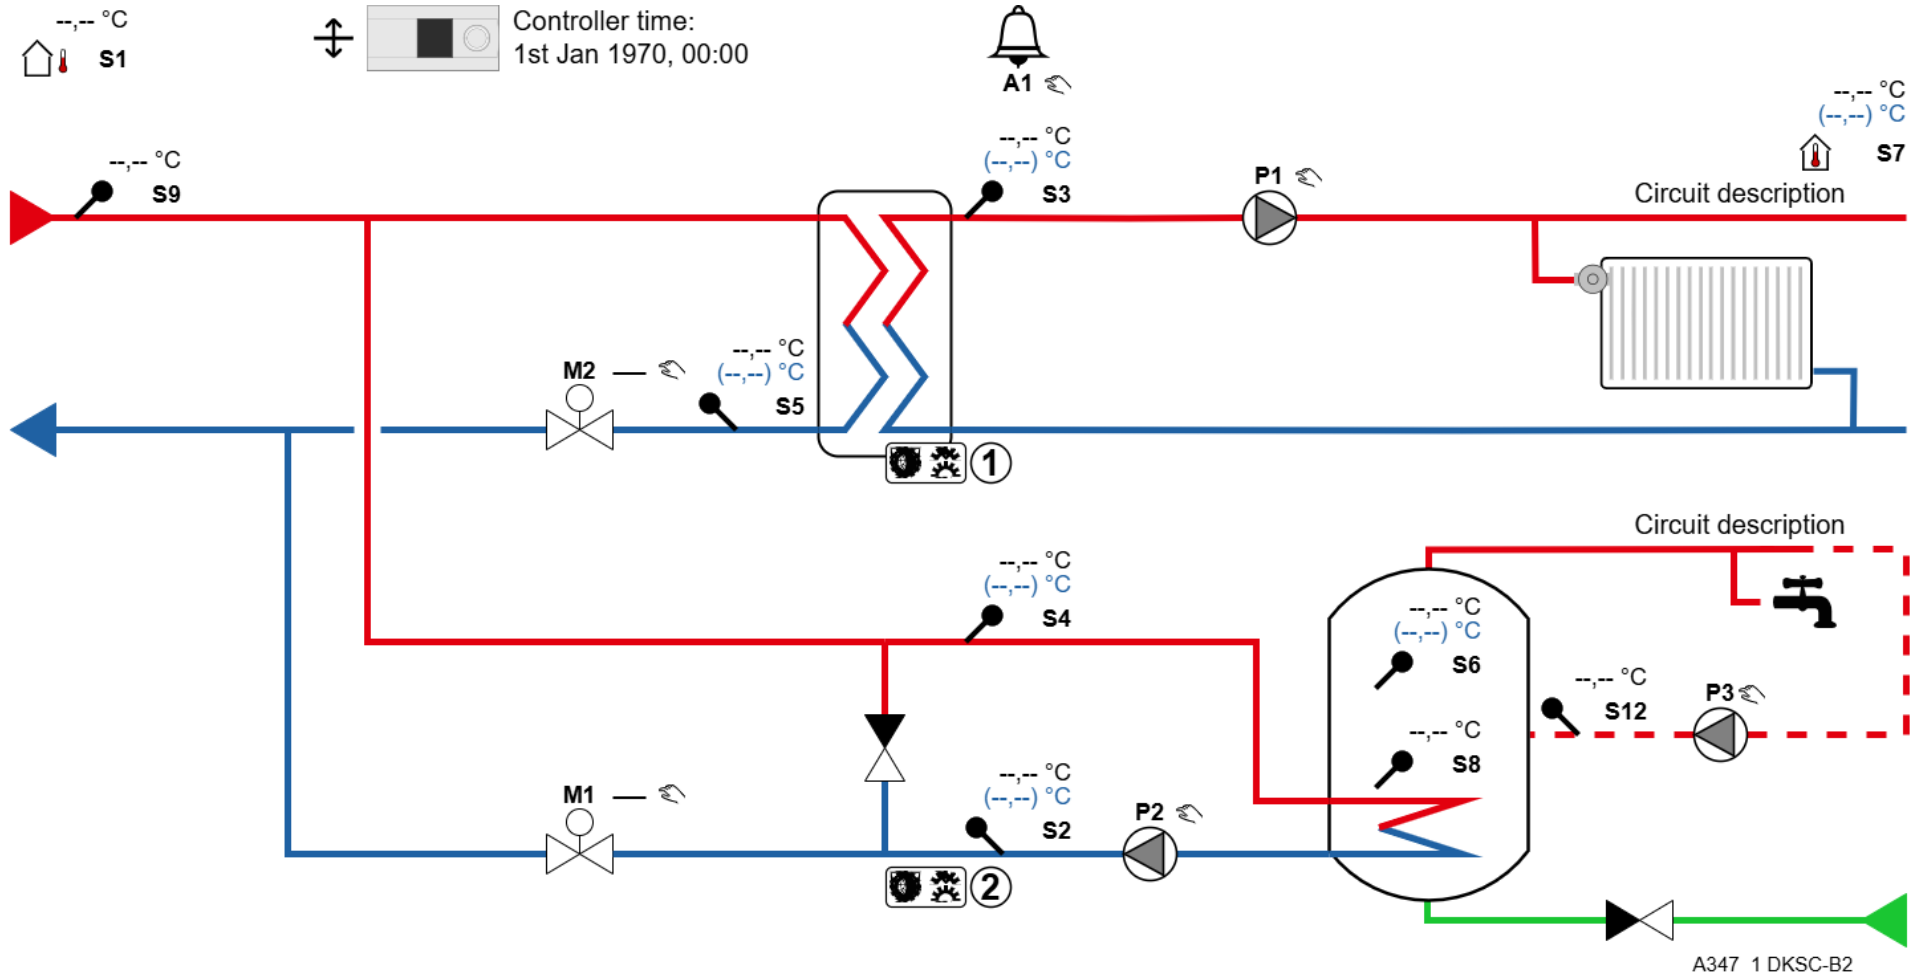 --,-- °C
S1
Controller time:
1st Jan 1970, 00:00
A1
--,-- °C
(--,--) °C
S7
--,-- °C
S9
--,-- °C
(--,--) °C
S3
P1
Circuit description
M2
--,-- °C
(--,--) °C
S5
1
Circuit description
--,-- °C
(--,--) °C
S4
--,-- °C
(--,--) °C
S6
--,-- °C
S12
P3
--,-- °C
S8
M1
--,-- °C
(--,--) °C
S2
P2
2
A347 1 DKSC-B2